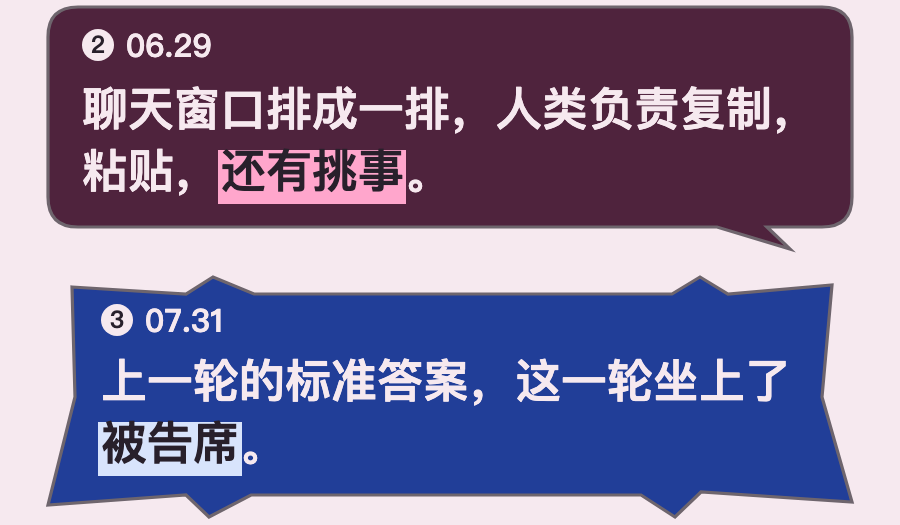 2 06.29
聊天窗口排成一排，人类负责复制，
粘贴，还有挑事。
3 07.31
上一轮的标准答案，这一轮坐上了
被告席。